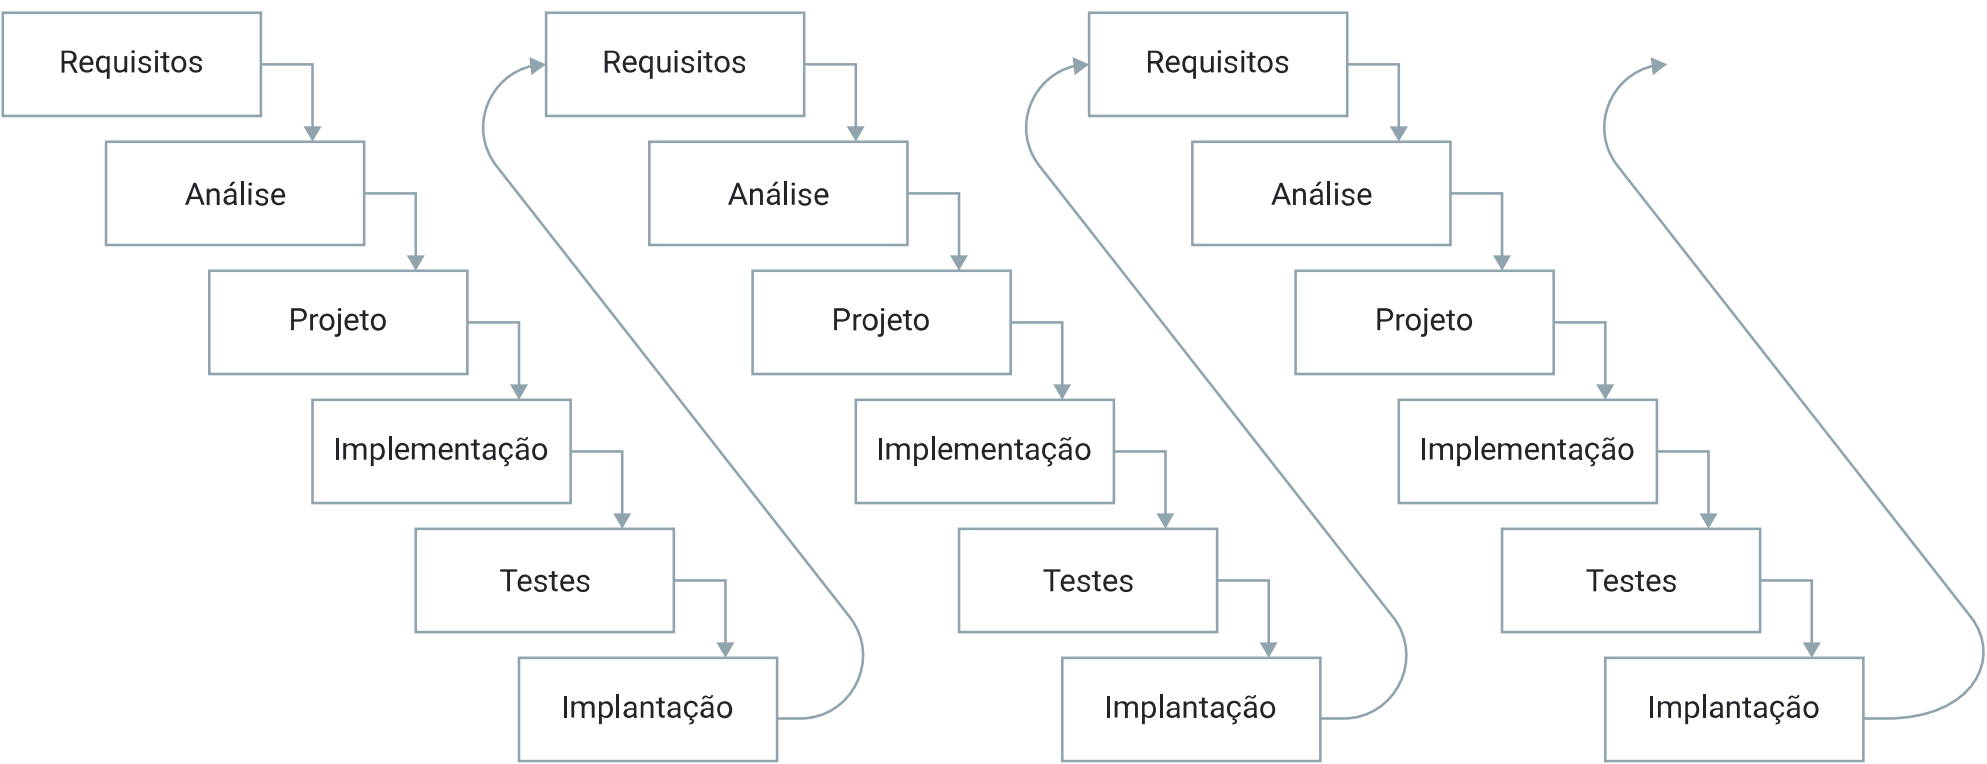 Requisitos
Análise
Projeto
Implementação
Testes
Implantação
Requisitos
Análise
Projeto
Implementação
Testes
Implantação
Requisitos
Análise
Projeto
Implementação
Testes
Implantação